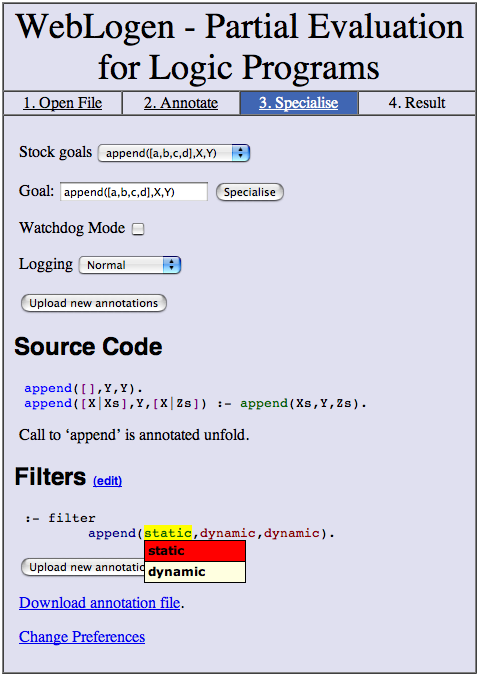 WebLogen - Partial Evaluation
for Logic Programs
1. Open File 2. Annotate 3. Specialise 4. Result
Stock goals append([a,b,c,d],X,Y)
Goal: append([a,b,c,d],X,Y) Specialise
Watchdog Mode
Logging Normal
Upload new annotations
Source Code
append([],Y,Y).
append([X|Xs],Y,[X|Zs]) :- append(Xs,Y,Zs).
Call to ‘append’ is annotated unfold.
Filters (edit)
:- filter
append(static,dynamic,dynamic).
static
Upload new annotatio
dynamic
Download annotation file.
Change Preferences